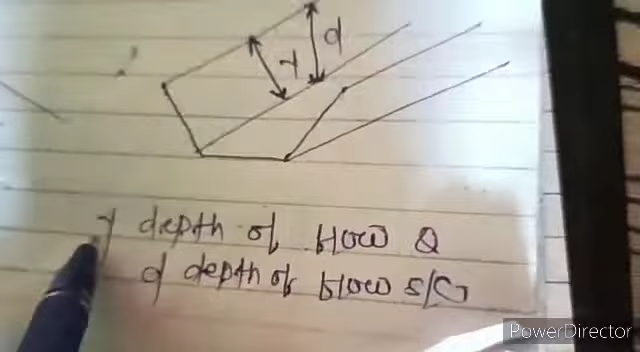 d
y
y depth of flow Q
d depth of flow s/c
PowerDirector